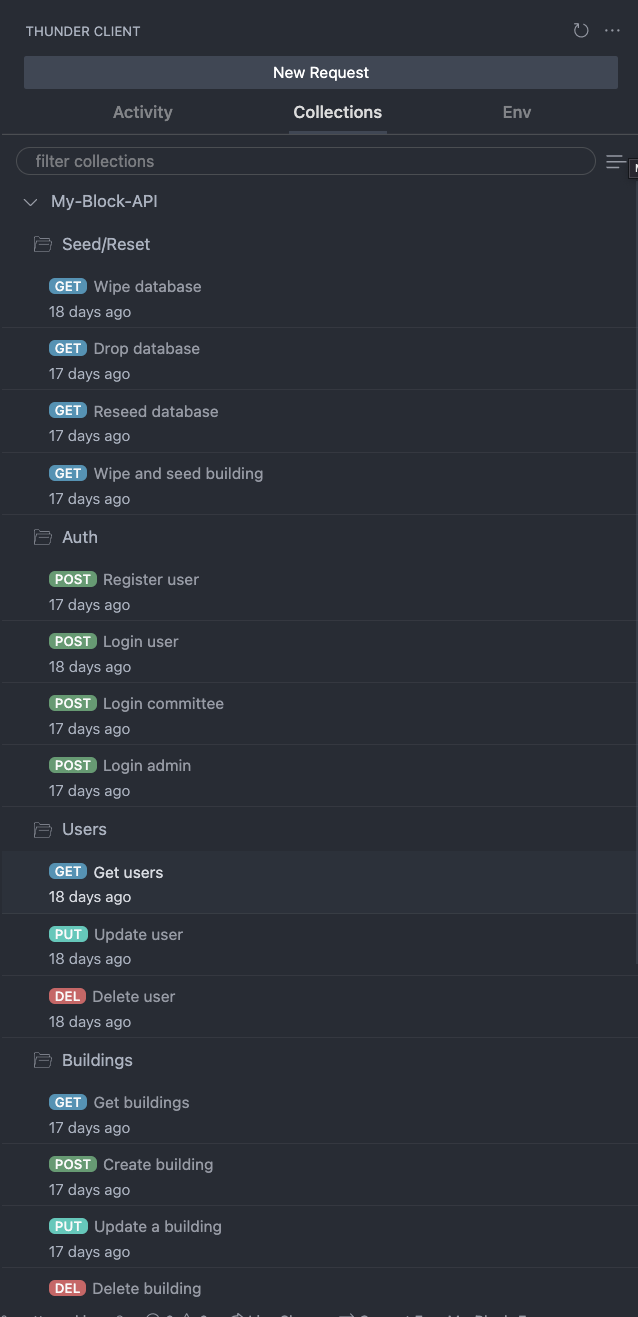 THUNDER CLIENT
New Request
Activity Collections Env
filter collections
My-Block-API
Seed/Reset
GET Wipe database
18 days ago
GET Drop database
17 days ago
GET Reseed database
17 days ago
GET Wipe and seed building
17 days ago
Auth
POST Register user
17 days ago
POST Login user
18 days ago
POST Login committee
17 days ago
POST Login admin
17 days ago
Users
GET Get users
18 days ago
PUT Update user
18 days ago
DEL Delete user
18 days ago
Buildings
GET Get buildings
17 days ago
POST Create building
17 days ago
PUT Update a building
17 days ago
DEL Delete building